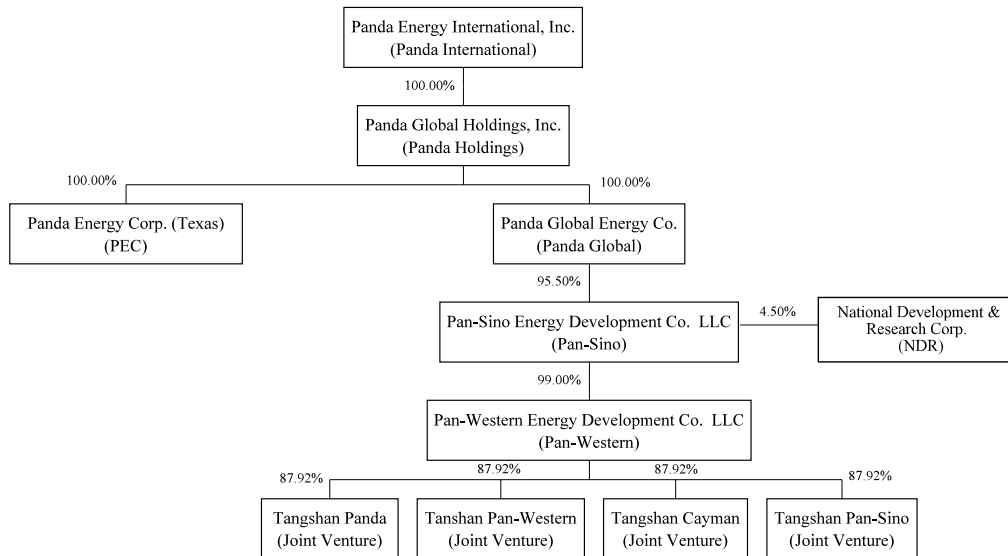 Panda Energy International, Inc.
(Panda International)
100.00%
Panda Global Holdings, Inc.
(Panda Holdings)
100.00%
100.00%
Panda Energy Corp. (Texas)
(PEC)
Panda Global Energy Co.
(Panda Global)
95.50%
Pan-Sino Energy Development Co. LLC
(Pan-Sino)
4.50%
National Development &
Research Corp.
(NDR)
99.00%
Pan-Western Energy Development Co. LLC
(Pan-Western)
87.92%
87.92%
87.92%
87.92%
Tangshan Panda
(Joint Venture)
Tanshan Pan-Western
(Joint Venture)
Tangshan Cayman
(Joint Venture)
Tangshan Pan-Sino
(Joint Venture)